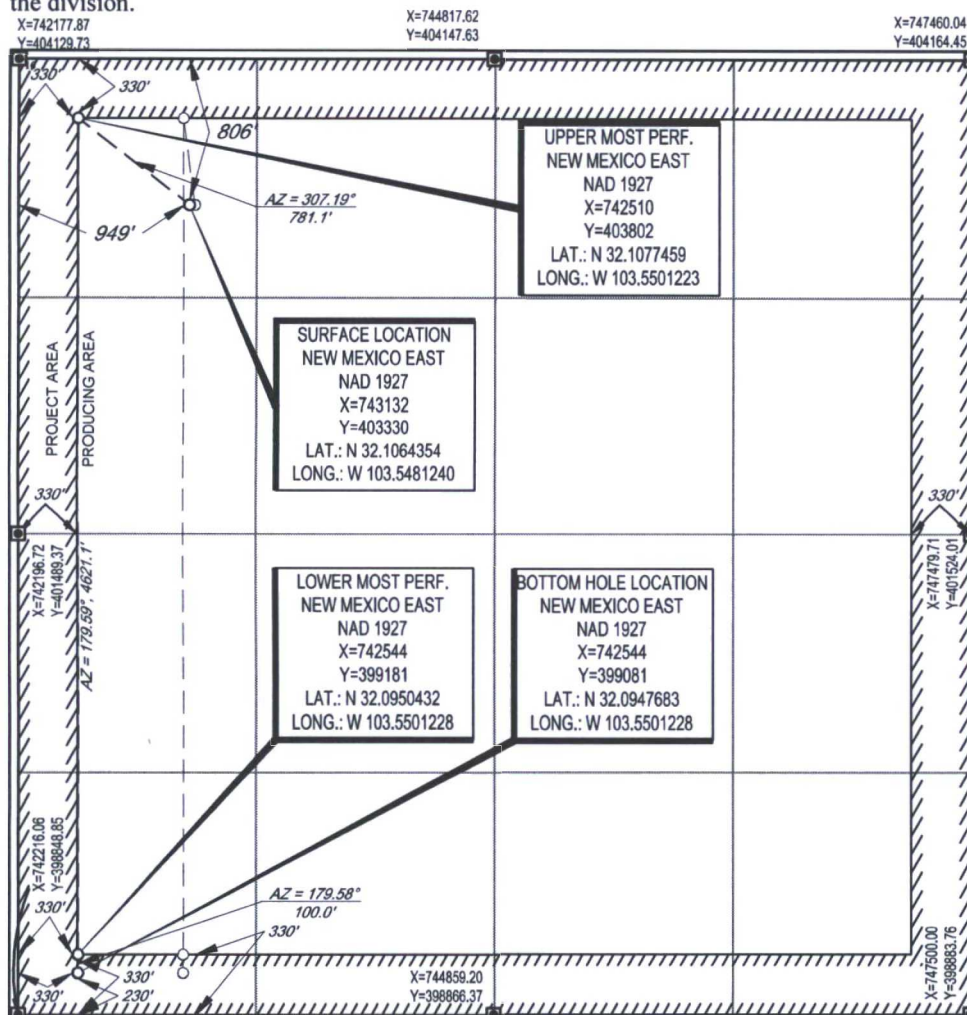 the division.
X=742177.87
Y=404129.73
X=744817.62
Y=404147.63
X=747460.04
Y=404164.45
330'
330'
806'
AZ = 307.19°
781.1'
949'
UPPER MOST PERF.
NEW MEXICO EAST
NAD 1927
X=742510
Y=403802
LAT.: N 32.1077459
LONG.: W 103.5501223
SURFACE LOCATION
NEW MEXICO EAST
NAD 1927
X=743132
Y=403330
LAT.: N 32.1064354
LONG.: W 103.5481240
PROJECT AREA
PRODUCING AREA
330'
330'
X=742196.72
Y=401489.37
AZ = 179.59°, 4621.1'
X=747479.71
Y=401524.01
LOWER MOST PERF.
NEW MEXICO EAST
NAD 1927
X=742544
Y=399181
LAT.: N 32.0950432
LONG.: W 103.5501228
BOTTOM HOLE LOCATION
NEW MEXICO EAST
NAD 1927
X=742544
Y=399081
LAT.: N 32.0947683
LONG.: W 103.5501228
X=742216.06
Y=398848.85
330'
AZ = 179.58°
100.0'
330'
330'
330'
230'
X=744859.20
Y=398866.37
X=747500.00
Y=398883.76